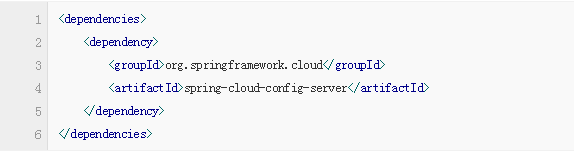 1 <dependencies>
2     <dependency>
3         <groupId>org.springframework.cloud</groupId>
4         <artifactId>spring-cloud-config-server</artifactId>
5     </dependency>
6 </dependencies>